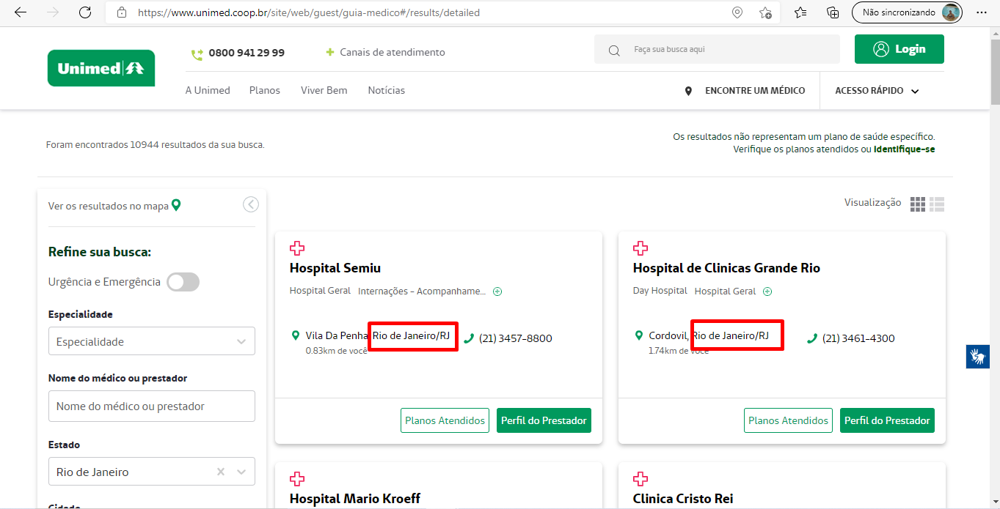 https://www.unimed.coop.br/site/web/guest/guia-medico#/results/detailed
Não sincronizando
Unimed
0800 941 29 99
Canais de atendimento
Faça sua busca aqui
Login
A Unimed
Planos
Viver Bem
Notícias
ENCONTRE UM MÉDICO
ACESSO RÁPIDO
Foram encontrados 10944 resultados da sua busca.
Os resultados não representam um plano de saúde específico.
Verifique os planos atendidos ou identifique-se
Ver os resultados no mapa
Visualização
Refine sua busca:
Urgência e Emergência
Especialidade
Especialidade
Nome do médico ou prestador
Nome do médico ou prestador
Estado
Rio de Janeiro
Cidade
Hospital Semiu
Hospital Geral Internações - Acompanhame...
Vila Da Penha Rio de Janeiro/RJ
(21) 3457-8800
0.83km de você
Planos Atendidos
Perfil do Prestador
Hospital de Clinicas Grande Rio
Day Hospital Hospital Geral
Cordovil, Rio de Janeiro/RJ
(21) 3461-4300
1.74km de você
Planos Atendidos
Perfil do Prestador
Hospital Mario Kroeff
Clinica Cristo Rei